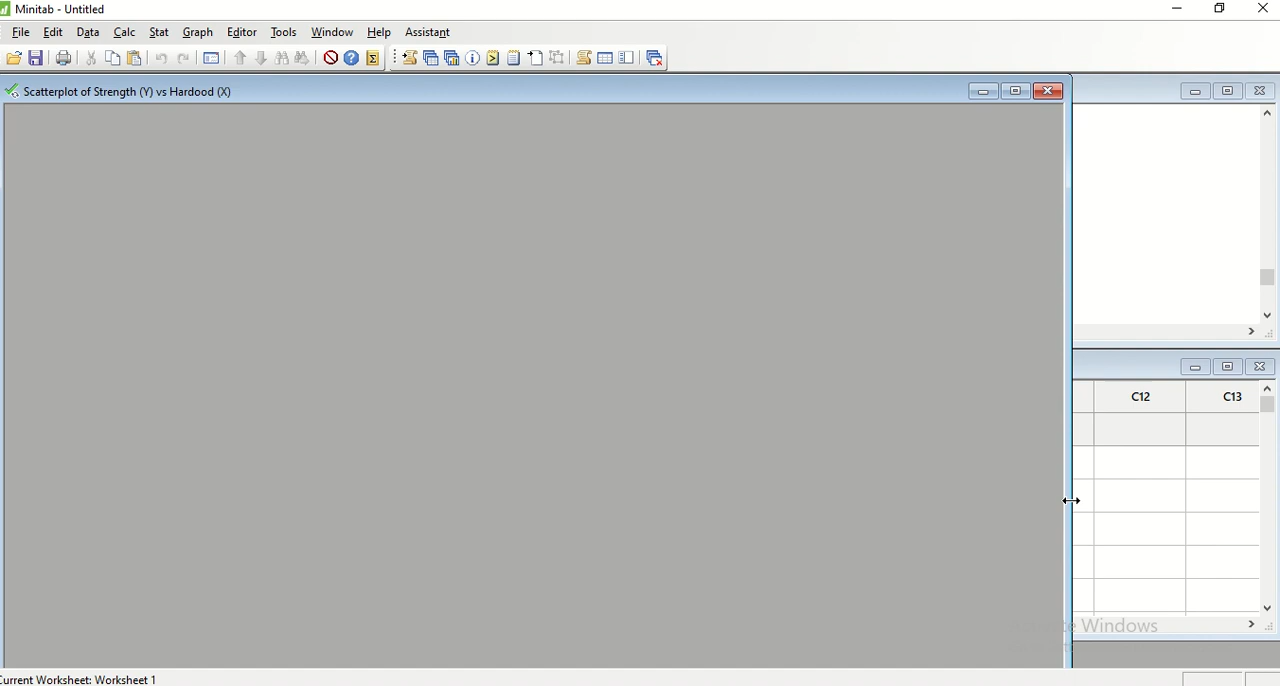 Minitab - Untitled
File Edit Data Calc Stat Graph Editor Tools Window Help Assistant
Scatterplot of Strength (Y) vs Hardood (X)
C12 C13
Windows
Current Worksheet: Worksheet 1